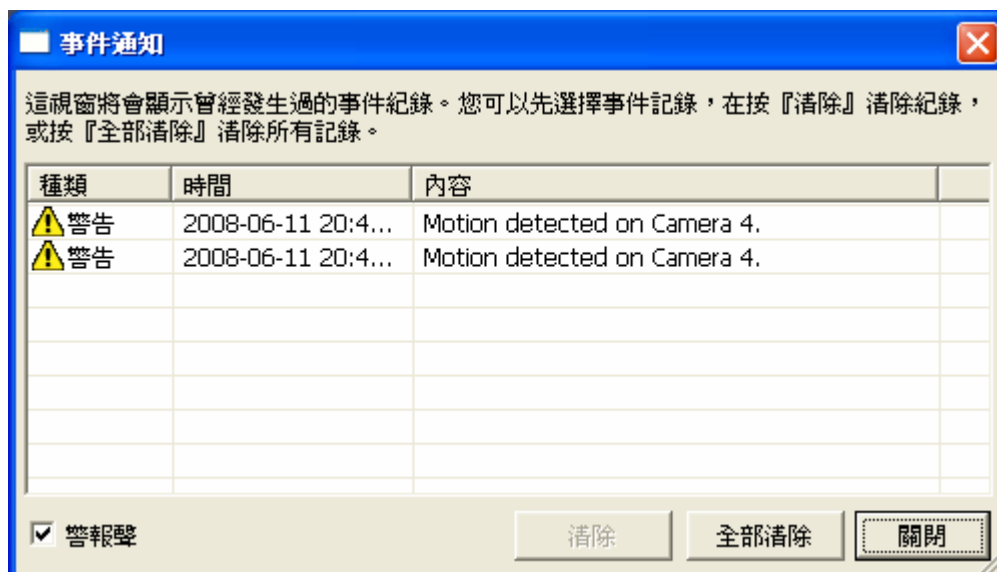 事件通知
這視窗將會顯示曾經發生過的事件紀錄。您可以先選擇事件記錄，在按『清除』清除紀錄，
或按『全部清除』清除所有記錄。
種類 時間 內容
警告 2008-06-11 20:4... Motion detected on Camera 4.
警告 2008-06-11 20:4... Motion detected on Camera 4.
警報聲 清除 全部清除 關閉